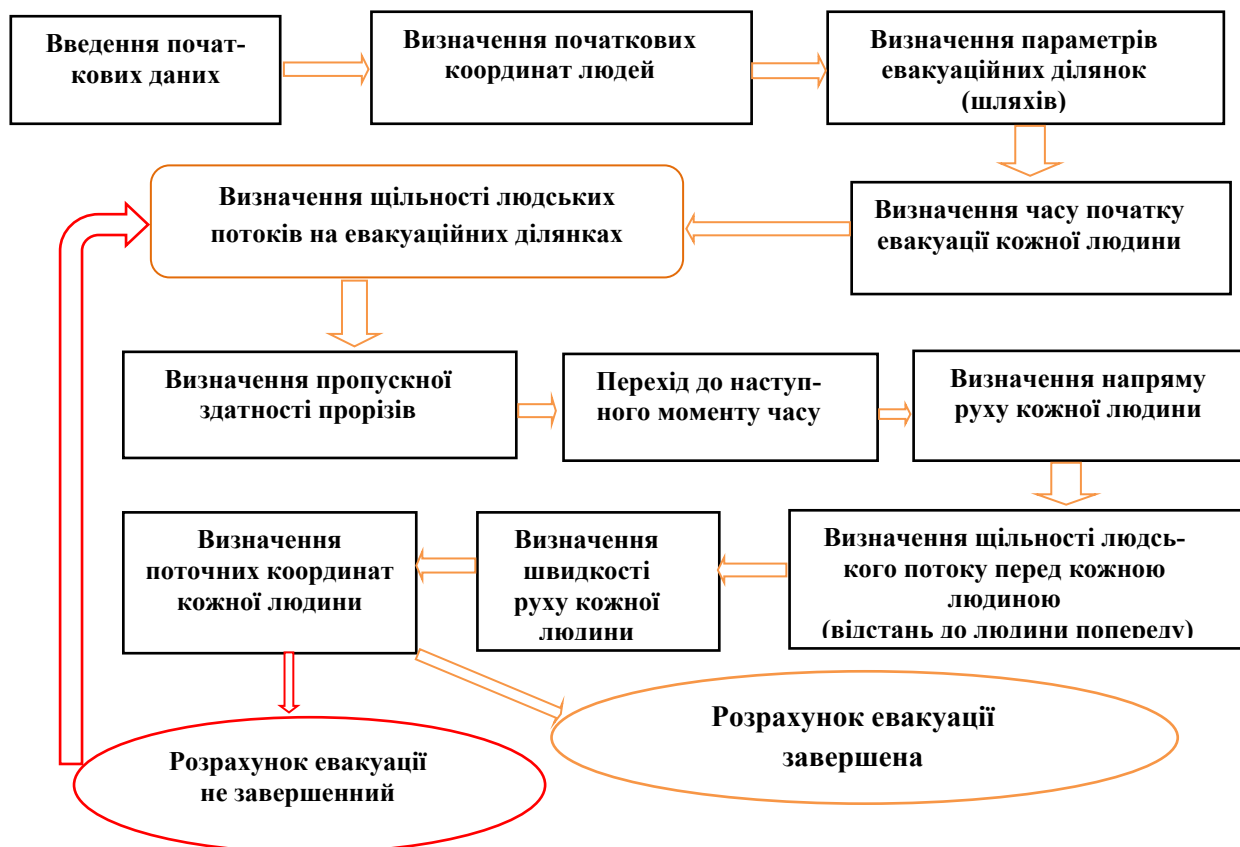 Введення почат-
кових даних
Визначення початкових
координат людей
Визначення параметрів
евакуаційних ділянок
(шляхів)
Визначення щільності людських
потоків на евакуаційних ділянках
Визначення часу початку
евакуації кожної людини
Визначення пропускної
здатності прорізів
Перехід до наступ-
ного моменту часу
Визначення напряму
руху кожної людини
Визначення
поточних координат
кожної людини
Визначення
швидкості
руху кожної
людини
Визначення щільності людсь-
кого потоку перед кожною
людиною
(відстань до людини попереду)
Розрахунок евакуації
не завершенний
Розрахунок евакуації
завершена